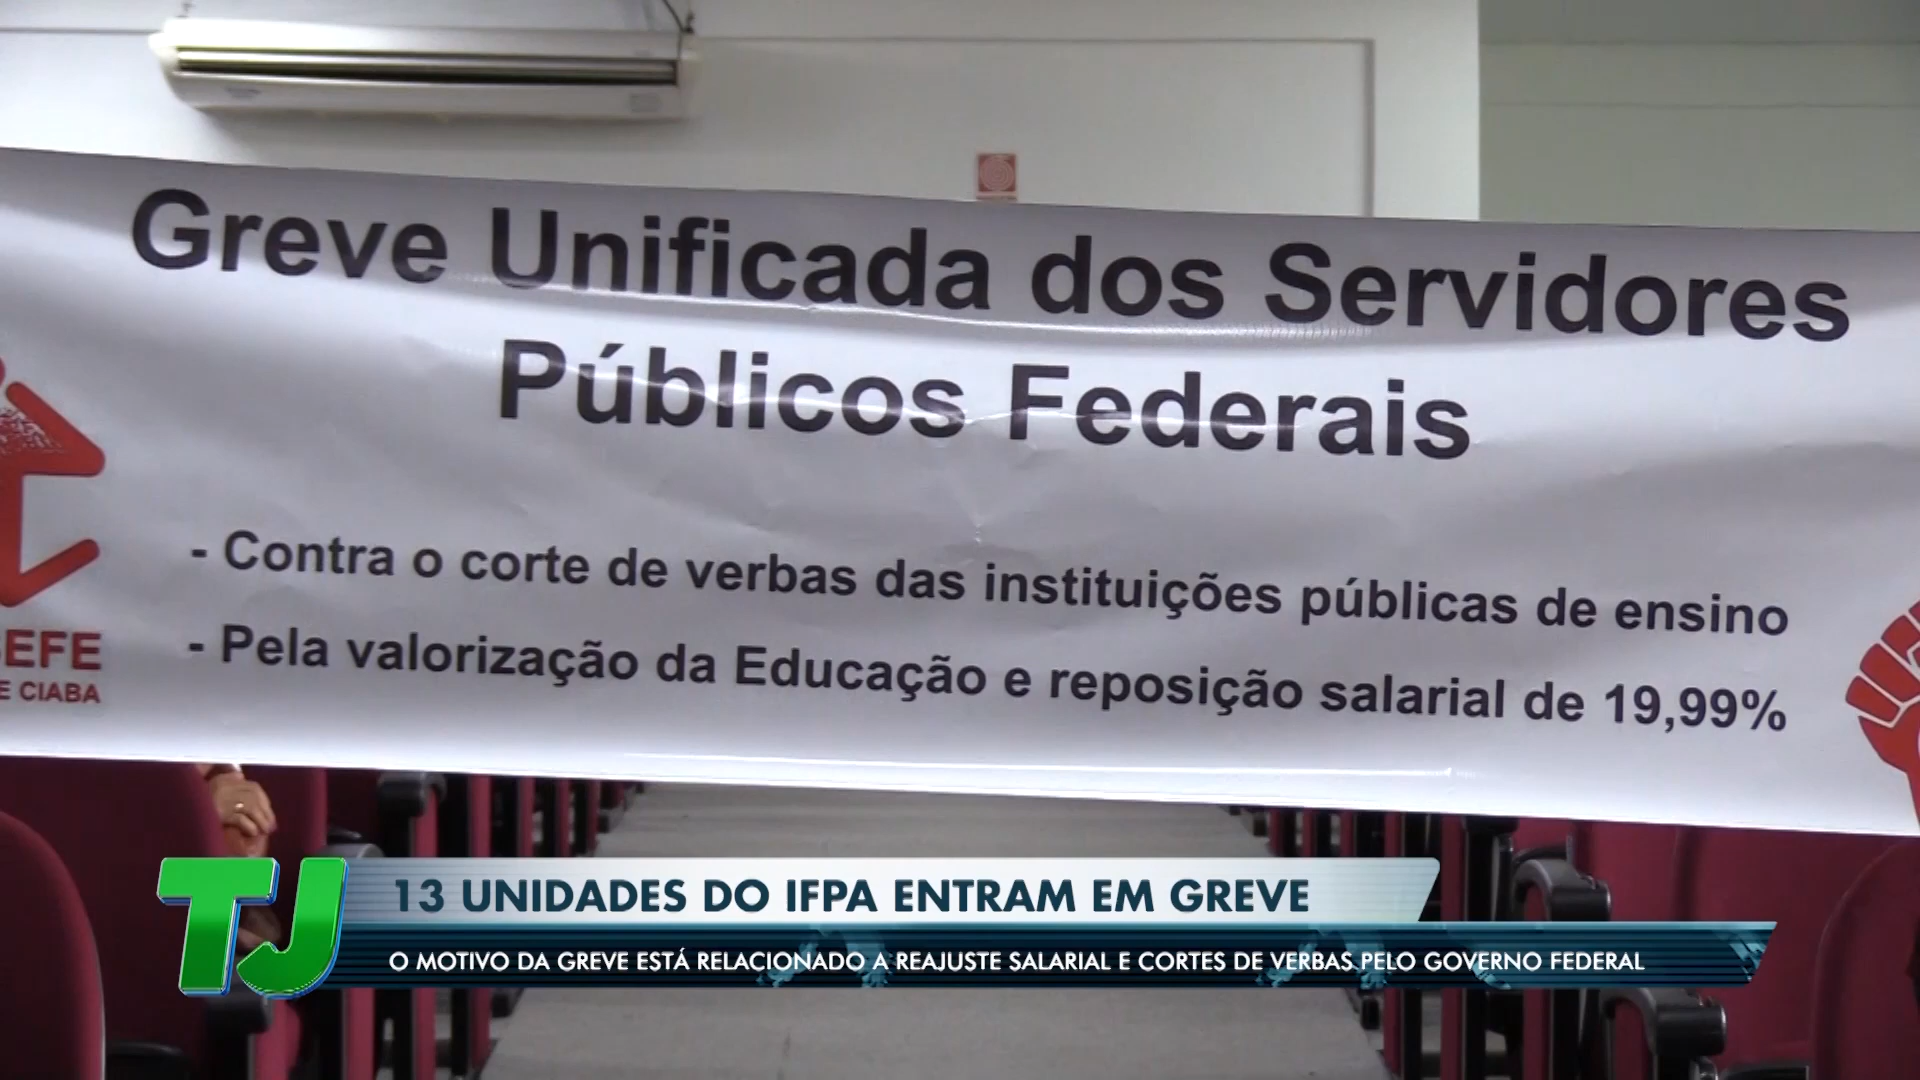 Greve Unificada dos Servidores
Públicos Federais
- Contra o corte de verbas das instituições públicas de ensino
- Pela valorização da Educação e reposição salarial de 19,99%
EFE
E CIABA
TJ
13 UNIDADES DO IFPA ENTRAM EM GREVE
O MOTIVO DA GREVE ESTÁ RELACIONADO A REAJUSTE SALARIAL E CORTES DE VERBAS PELO GOVERNO FEDERAL